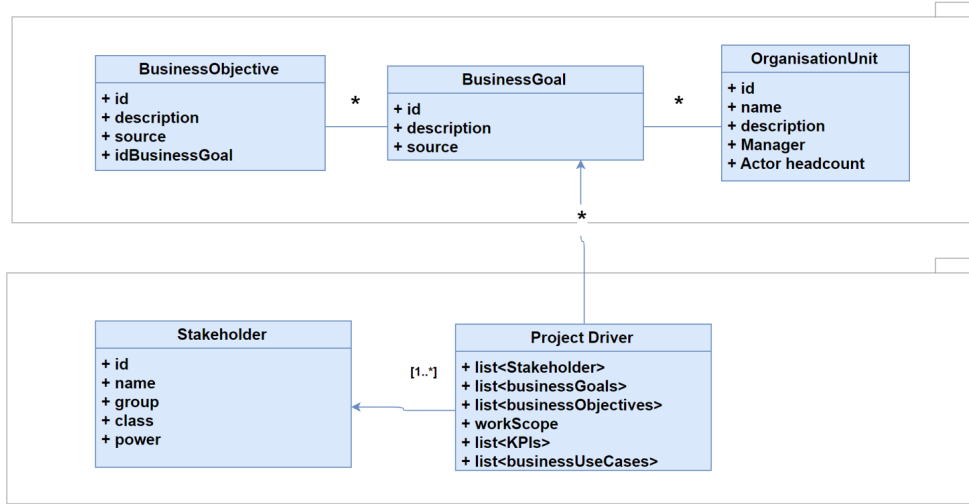 BusinessObjective
+ id
+ description
+ source
+ idBusinessGoal
*
BusinessGoal
+ id
+ description
+ source
*
OrganisationUnit
+ id
+ name
+ description
+ Manager
+ Actor headcount
*
Stakeholder
+ id
+ name
+ group
+ class
+ power
[1..*]
Project Driver
+ list<Stakeholder>
+ list<businessGoals>
+ list<businessObjectives>
+ workScope
+ list<KPIs>
+ list<businessUseCases>